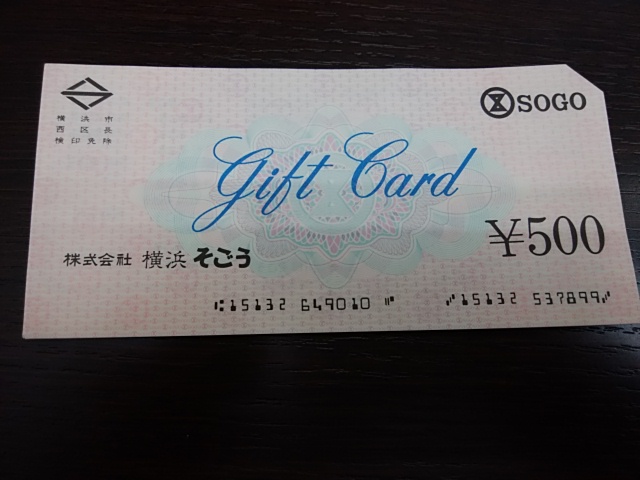 横浜市
西区長
検印免除
SOGO
Gift Card
¥500
株式会社 横浜 そごう
15132 649010
15132 537899